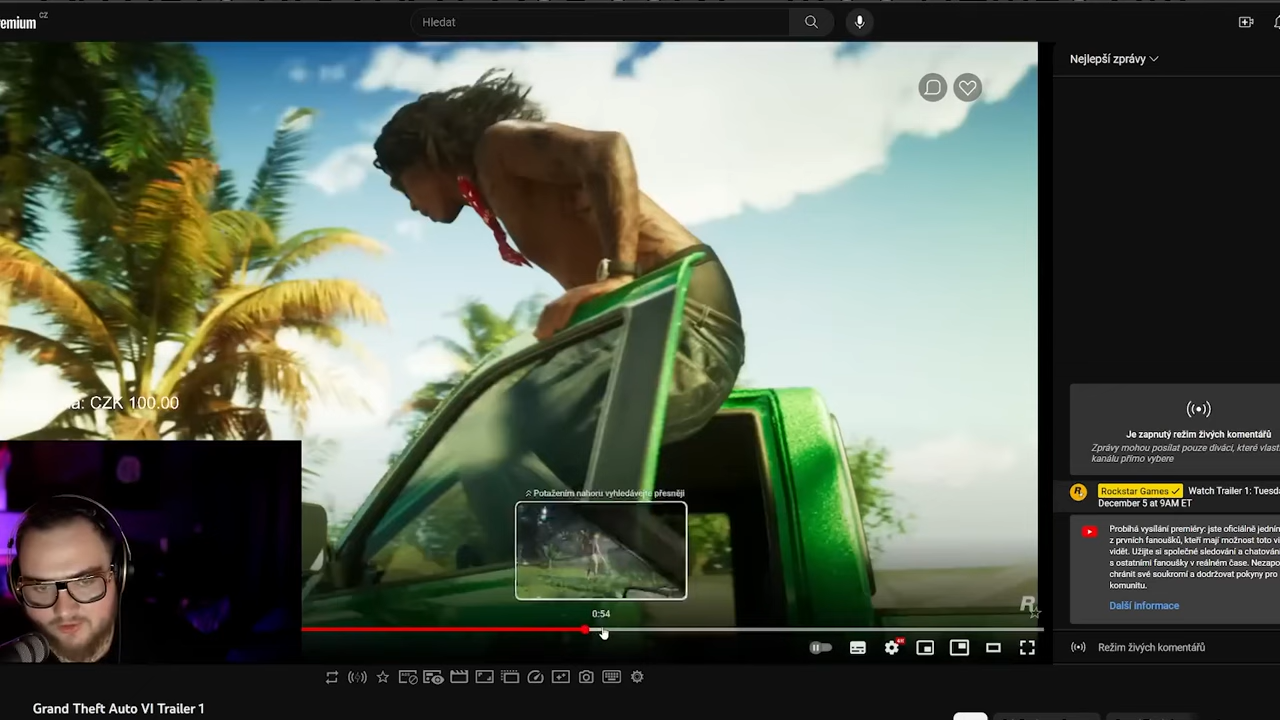 emium CZ
Hledat
Nejlepší zprávy
a: CZK 100.00
Je zapnutý režim živých komentářů
Zprávy mohou posílat pouze diváci, které vlast
kanálu přímo vybere
R
Rockstar Games Watch Trailer 1: Tuesda
December 5 at 9AM ET
Probíhá vysílání premiéry: jste oficiálně jední
z prvních fanoušků, kteří mají možnost toto vi
vidět. Užijte si společné sledování a chatován
s ostatními fanoušky v reálném čase. Nezapo
chránit své soukromí a dodržovat pokyny pro
komunitu.
Další informace
Potažením nahoru vyhledávejte přesněji
0:54
R
4K
Režim živých komentářů
Grand Theft Auto VI Trailer 1